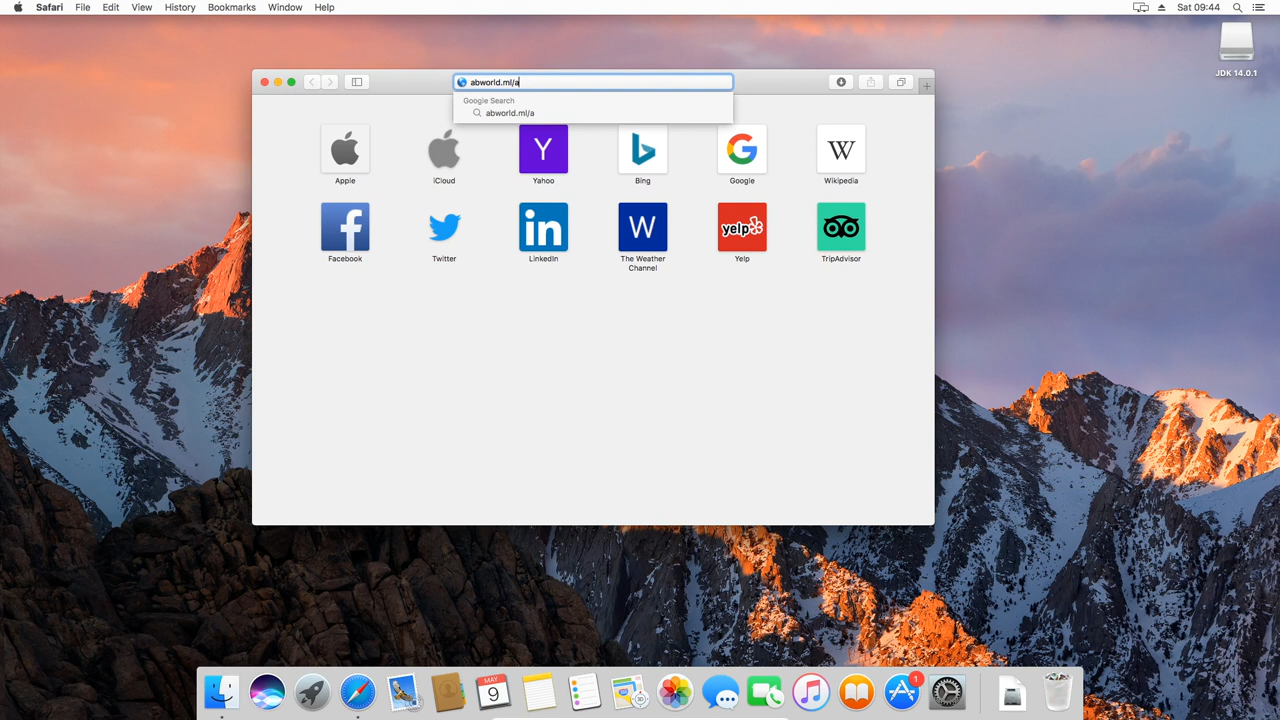 Safari File Edit View History Bookmarks Window Help
Sat 09:44
JDK 14.0.1
abworld.ml/a
Google Search
abworld.ml/a
Y
W
Apple
iCloud
Yahoo
Bing
Google
Wikipedia
f
in
W
yelp
Facebook
Twitter
LinkedIn
The Weather
Channel
Yelp
TripAdvisor
MAY
9
3D
1